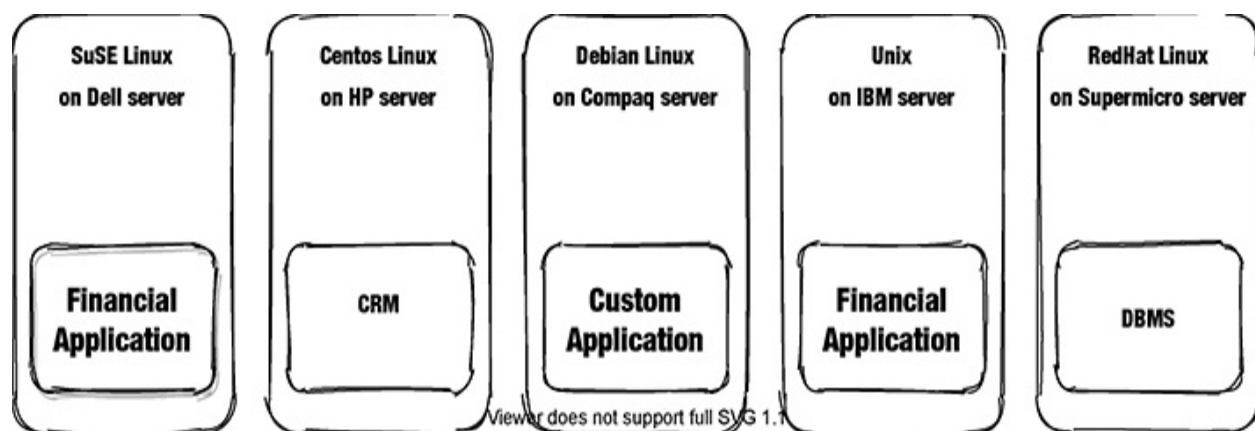 SuSE Linux
on Dell server
Financial
Application
Centos Linux
on HP server
CRM
Debian Linux
on Compaq server
Custom
Application
Unix
on IBM server
Financial
Application
RedHat Linux
on Supermicro server
DBMS
Viewer does not support full SVG 1.1